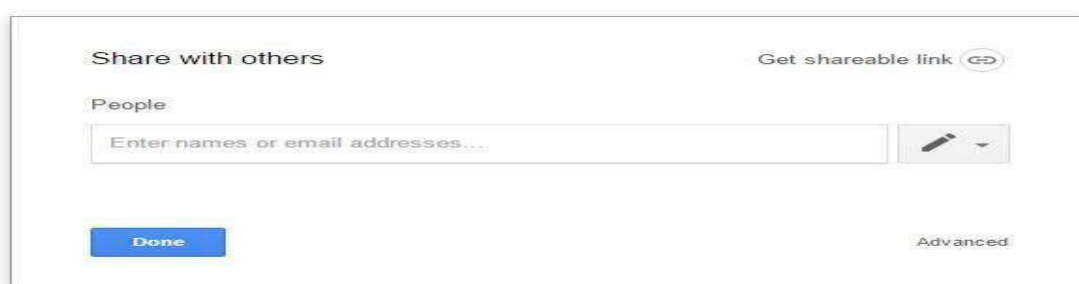 Share with others
Get shareable link
People
Enter names or email addresses...
Done
Advanced